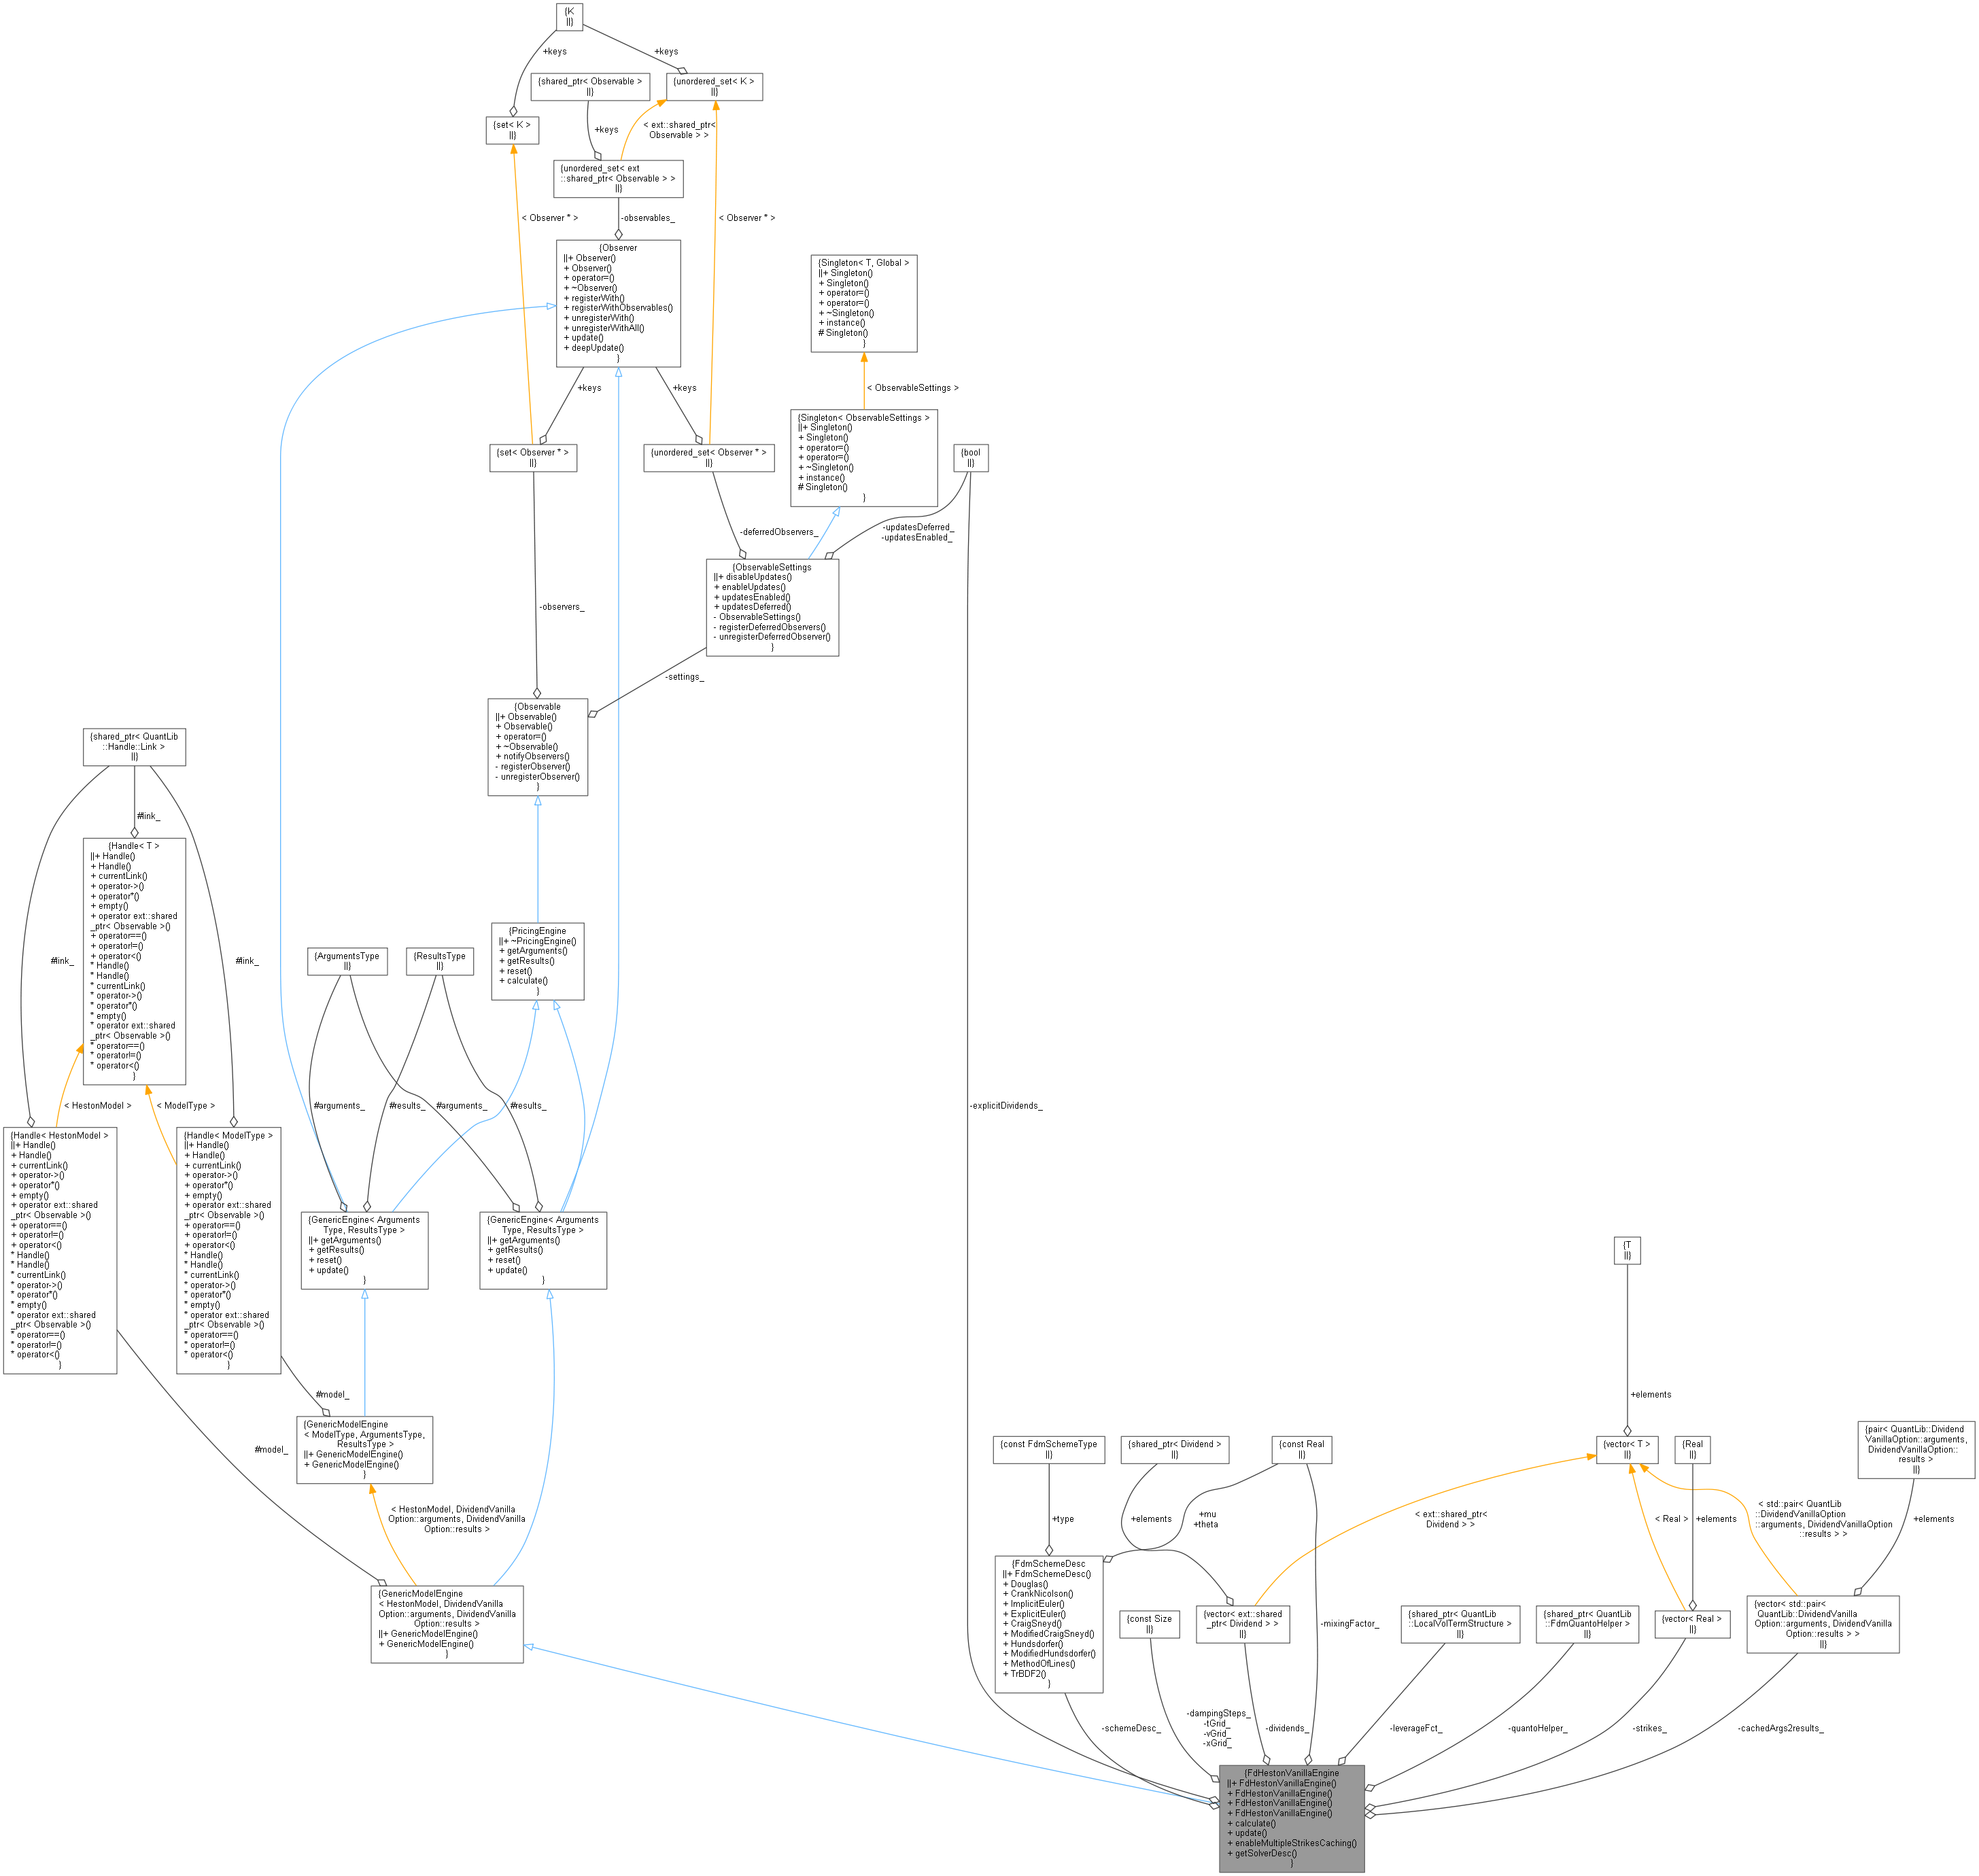 {K
||}
+keys
+keys
{shared_ptr< Observable >
||}
{unordered_set< K >
||}
{set< K >
||}
+keys
< ext::shared_ptr<
Observable > >
{unordered_set< ext
::shared_ptr< Observable > >
||}
< Observer * >
-observables_
< Observer * >
{Observer
||+ Observer()
+ Observer()
+ operator=()
+ ~Observer()
+ registerWith()
+ registerWithObservables()
+ unregisterWith()
+ unregisterWithAll()
+ update()
+ deepUpdate()
}
{Singleton< T, Global >
||+ Singleton()
+ Singleton()
+ operator=()
+ operator=()
+ ~Singleton()
+ instance()
# Singleton()
}
+keys
+keys
< ObservableSettings >
{Singleton< ObservableSettings >
||+ Singleton()
+ Singleton()
+ operator=()
+ operator=()
+ ~Singleton()
+ instance()
# Singleton()
}
{set< Observer * >
||}
{unordered_set< Observer * >
||}
{bool
||}
-deferredObservers_
-updatesDeferred_
-updatesEnabled_
{ObservableSettings
||+ disableUpdates()
+ enableUpdates()
+ updatesEnabled()
+ updatesDeferred()
- ObservableSettings()
- registerDeferredObservers()
- unregisterDeferredObserver()
}
-observers_
-settings_
{Observable
||+ Observable()
+ Observable()
+ operator=()
+ ~Observable()
+ notifyObservers()
- registerObserver()
- unregisterObserver()
}
{shared_ptr< QuantLib
::Handle::Link >
||}
#link_
{Handle< T >
||+ Handle()
+ Handle()
+ currentLink()
+ operator->()
+ operator*()
+ empty()
+ operator ext::shared
_ptr< Observable >()
+ operator==()
+ operator!=()
+ operator<()
* Handle()
* Handle()
* currentLink()
* operator->()
* operator*()
* empty()
* operator ext::shared
_ptr< Observable >()
* operator==()
* operator!=()
* operator<()
}
#link_
#link_
{PricingEngine
||+ ~PricingEngine()
+ getArguments()
+ getResults()
+ reset()
+ calculate()
}
{ArgumentsType
||}
{ResultsType
||}
< HestonModel >
< ModelType >
#arguments_
#results_
#arguments_
#results_
-explicitDividends_
{Handle< HestonModel >
||+ Handle()
+ Handle()
+ currentLink()
+ operator->()
+ operator*()
+ empty()
+ operator ext::shared
_ptr< Observable >()
+ operator==()
+ operator!=()
+ operator<()
* Handle()
* Handle()
* currentLink()
* operator->()
* operator*()
* empty()
* operator ext::shared
_ptr< Observable >()
* operator==()
* operator!=()
* operator<()
}
{Handle< ModelType >
||+ Handle()
+ Handle()
+ currentLink()
+ operator->()
+ operator*()
+ empty()
+ operator ext::shared
_ptr< Observable >()
+ operator==()
+ operator!=()
+ operator<()
* Handle()
* Handle()
* currentLink()
* operator->()
* operator*()
* empty()
* operator ext::shared
_ptr< Observable >()
* operator==()
* operator!=()
* operator<()
}
{GenericEngine< Arguments
Type, ResultsType >
||+ getArguments()
+ getResults()
+ reset()
+ update()
}
{GenericEngine< Arguments
Type, ResultsType >
||+ getArguments()
+ getResults()
+ reset()
+ update()
}
{T
||}
#model_
#model_
+elements
{GenericModelEngine
< ModelType, ArgumentsType,
ResultsType >
||+ GenericModelEngine()
+ GenericModelEngine()
}
{const FdmSchemeType
||}
{shared_ptr< Dividend >
||}
{const Real
||}
{vector< T >
||}
{Real
||}
{pair< QuantLib::Dividend
VanillaOption::arguments,
DividendVanillaOption::
results >
||}
< HestonModel, DividendVanilla
Option::arguments, DividendVanilla
Option::results >
+type
+elements
+mu
+theta
< ext::shared_ptr<
Dividend > >
< Real >
+elements
< std::pair< QuantLib
::DividendVanillaOption
::arguments, DividendVanillaOption
::results > >
+elements
{GenericModelEngine
< HestonModel, DividendVanilla
Option::arguments, DividendVanilla
Option::results >
||+ GenericModelEngine()
+ GenericModelEngine()
}
{FdmSchemeDesc
||+ FdmSchemeDesc()
+ Douglas()
+ CrankNicolson()
+ ImplicitEuler()
+ ExplicitEuler()
+ CraigSneyd()
+ ModifiedCraigSneyd()
+ Hundsdorfer()
+ ModifiedHundsdorfer()
+ MethodOfLines()
+ TrBDF2()
}
{const Size
||}
{vector< ext::shared
_ptr< Dividend > >
||}
-mixingFactor_
{shared_ptr< QuantLib
::LocalVolTermStructure >
||}
{shared_ptr< QuantLib
::FdmQuantoHelper >
||}
{vector< Real >
||}
{vector< std::pair<
QuantLib::DividendVanilla
Option::arguments, DividendVanilla
Option::results > >
||}
-schemeDesc_
-dampingSteps_
-tGrid_
-vGrid_
-xGrid_
-dividends_
-leverageFct_
-quantoHelper_
-strikes_
-cachedArgs2results_
{FdHestonVanillaEngine
||+ FdHestonVanillaEngine()
+ FdHestonVanillaEngine()
+ FdHestonVanillaEngine()
+ FdHestonVanillaEngine()
+ calculate()
+ update()
+ enableMultipleStrikesCaching()
+ getSolverDesc()
}